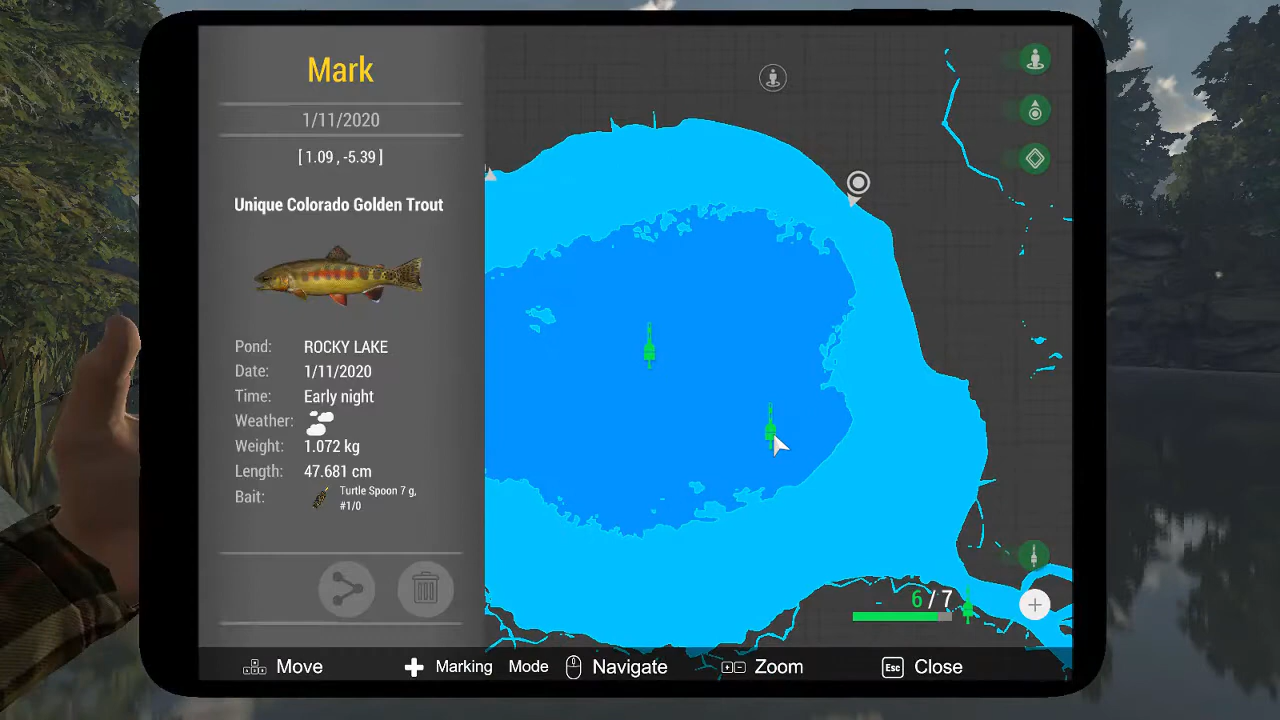 Mark
1/11/2020
[ 1.09 , -5.39 ]
Unique Colorado Golden Trout
Pond: ROCKY LAKE
Date: 1/11/2020
Time: Early night
Weather:
Weight: 1.072 kg
Length: 47.681 cm
Bait: Turtle Spoon 7 g,
#1/0
6 / 7
Move
Marking Mode
Navigate
Zoom
Esc Close